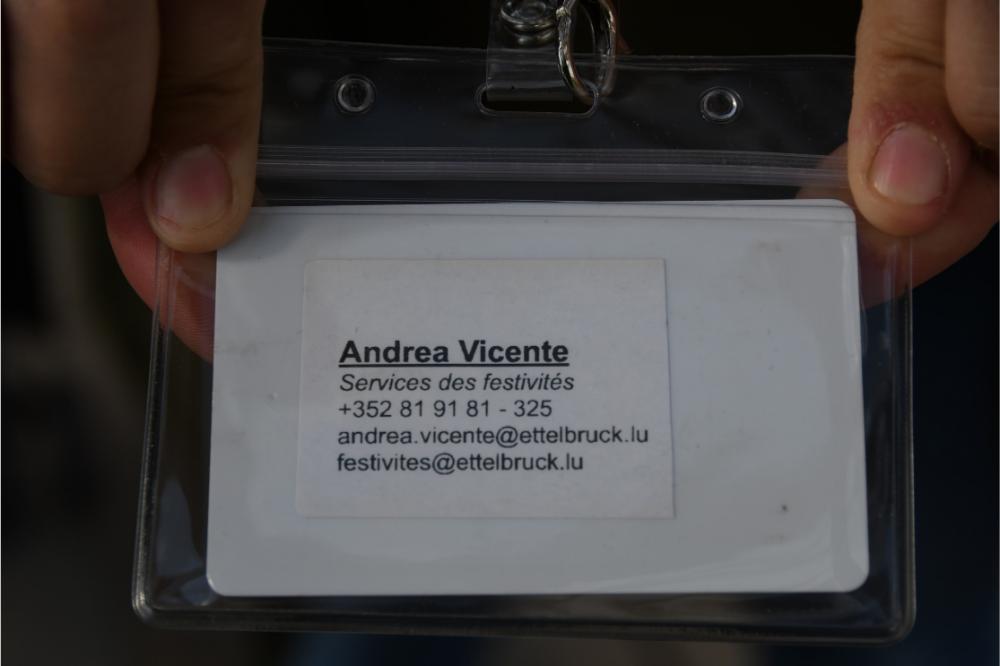 Andrea Vicente
Services des festivités
+352 81 91 81 - 325
andrea.vicente@ettelbruck.lu
festivites@ettelbruck.lu